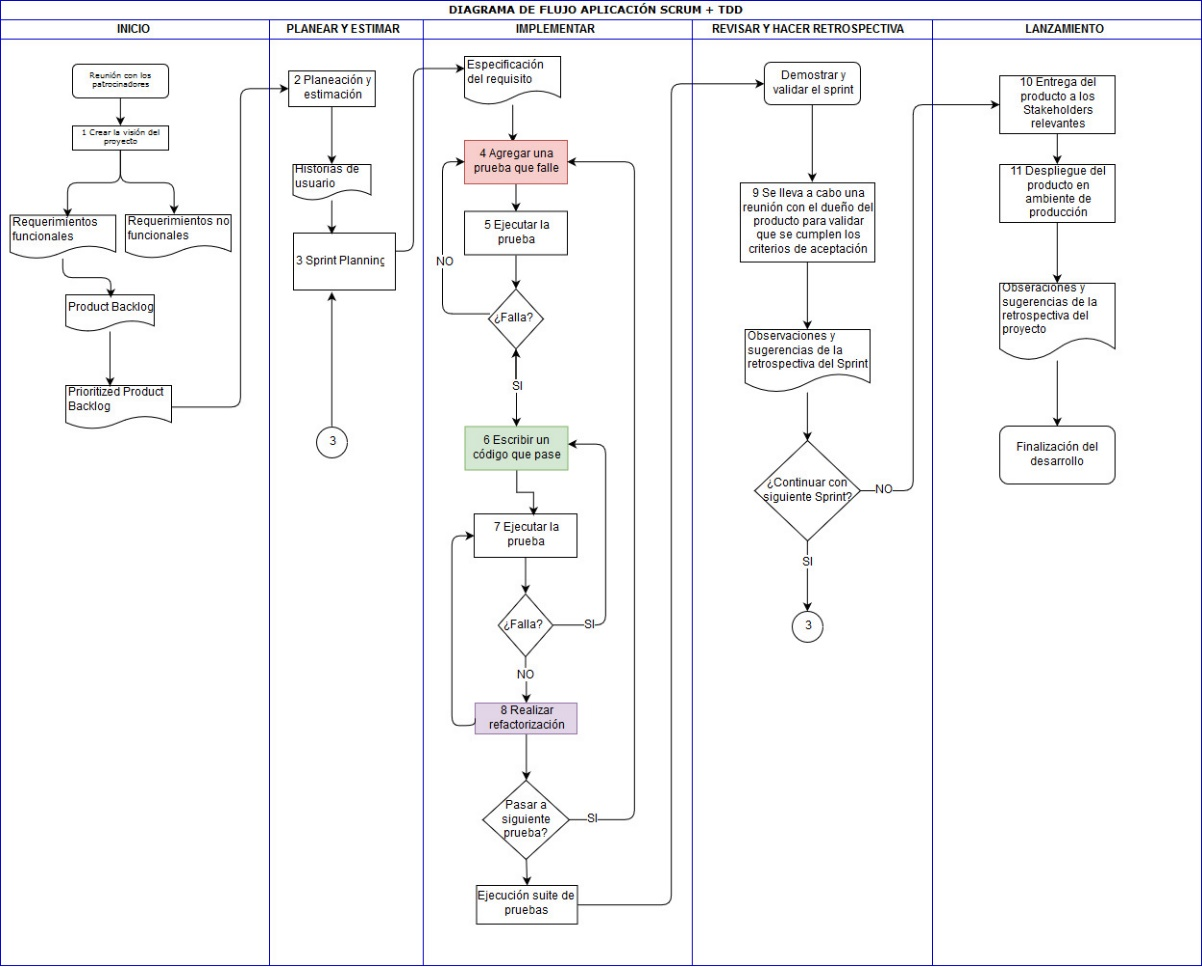 DIAGRAMA DE FLUJO APLICACIÓN SCRUM + TDD
INICIO
PLANEAR Y ESTIMAR
IMPLEMENTAR
REVISAR Y HACER RETROSPECTIVA
LANZAMIENTO
Reunión con los
patrocinadores
1 Crear la visión del
proyecto
Requerimientos
funcionales
Requerimientos no
funcionales
Product Backlog
Prioritized Product
Backlog
2 Planeación y
estimación
Historias de
usuario
3 Sprint Planning
3
Especificación
del requisito
4 Agregar una
prueba que falle
5 Ejecutar la
prueba
NO
¿Falla?
SI
6 Escribir un
código que pase
7 Ejecutar la
prueba
¿Falla?
SI
NO
8 Realizar
refactorización
Pasar a
siguiente
prueba?
SI
Ejecución suite de
pruebas
Demostrar y
validar el sprint
9 Se lleva a cabo una
reunión con el dueño del
producto para validar
que se cumplen los
criterios de aceptación
Observaciones y
sugerencias de la
retrospectiva del Sprint
¿Continuar con
siguiente Sprint?
NO
SI
3
10 Entrega del
producto a los
Stakeholders
relevantes
11 Despliegue del
producto en
ambiente de
producción
Obseraciones y
sugerencias de la
retrospectiva del
proyecto
Finalización del
desarrollo